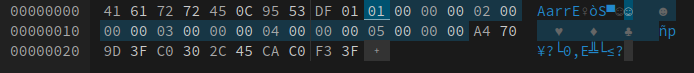 00000000 41 61 72 72 45 0C 95 53 DF 01 01 00 00 00 02 00 AarrE♀òS▀☺☺ ☻
00000010 00 00 03 00 00 00 04 00 00 00 05 00 00 00 A4 70 ♥ ♦ ♣ ñp
00000020 9D 3F C0 30 2C 45 CA C0 F3 3F + ¥?└0,E╩└≤?